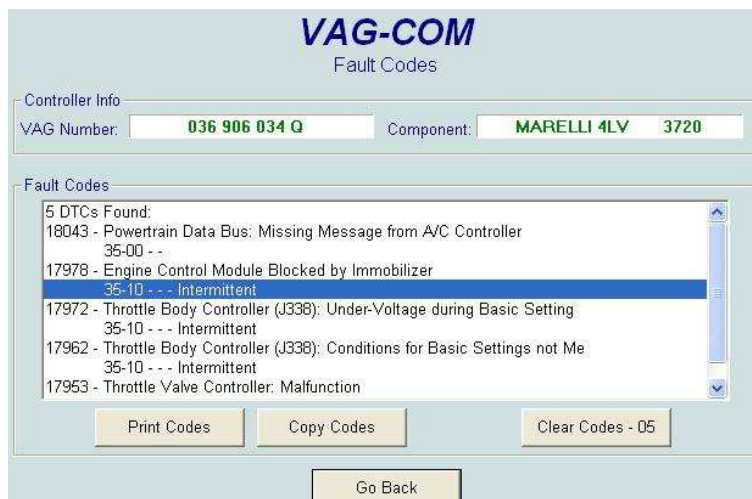 VAG-COM
Fault Codes
Controller Info
VAG Number: 036 906 034 Q Component: MARELLI 4LV 3720
Fault Codes
5 DTCs Found:
18043 - Powertrain Data Bus: Missing Message from A/C Controller
35-00 - -
17978 - Engine Control Module Blocked by Immobilizer
35-10 - - - Intermittent
17972 - Throttle Body Controller (J338): Under-Voltage during Basic Setting
35-10 - - - Intermittent
17962 - Throttle Body Controller (J338): Conditions for Basic Settings not Me
35-10 - - - Intermittent
17953 - Throttle Valve Controller: Malfunction
Print Codes Copy Codes Clear Codes - 05
Go Back